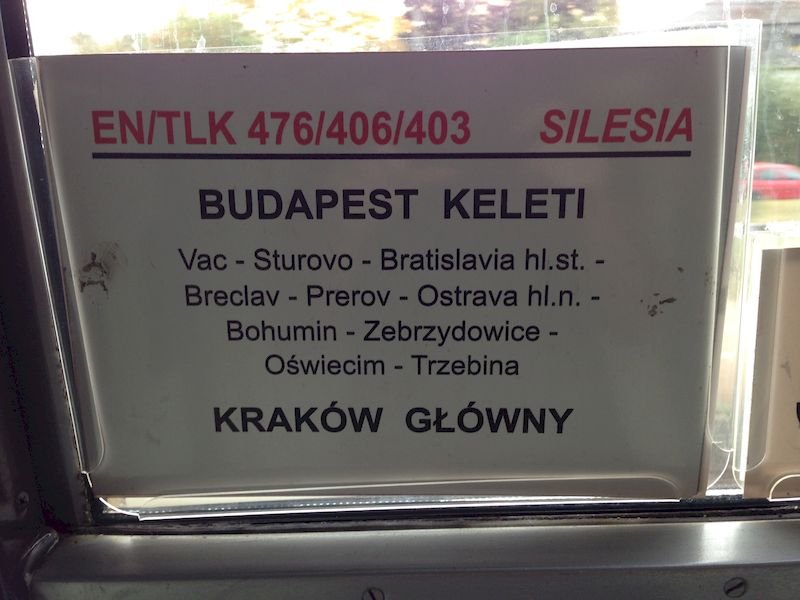 EN/TLK 476/406/403 SILESIA
BUDAPEST KELETI
Vac - Sturovo - Bratislavia hl.st. -
Breclav - Prerov - Ostrava hl.n. -
Bohumin - Zebrzydowice -
Oświecim - Trzebina
KRAKÓW GŁÓWNY